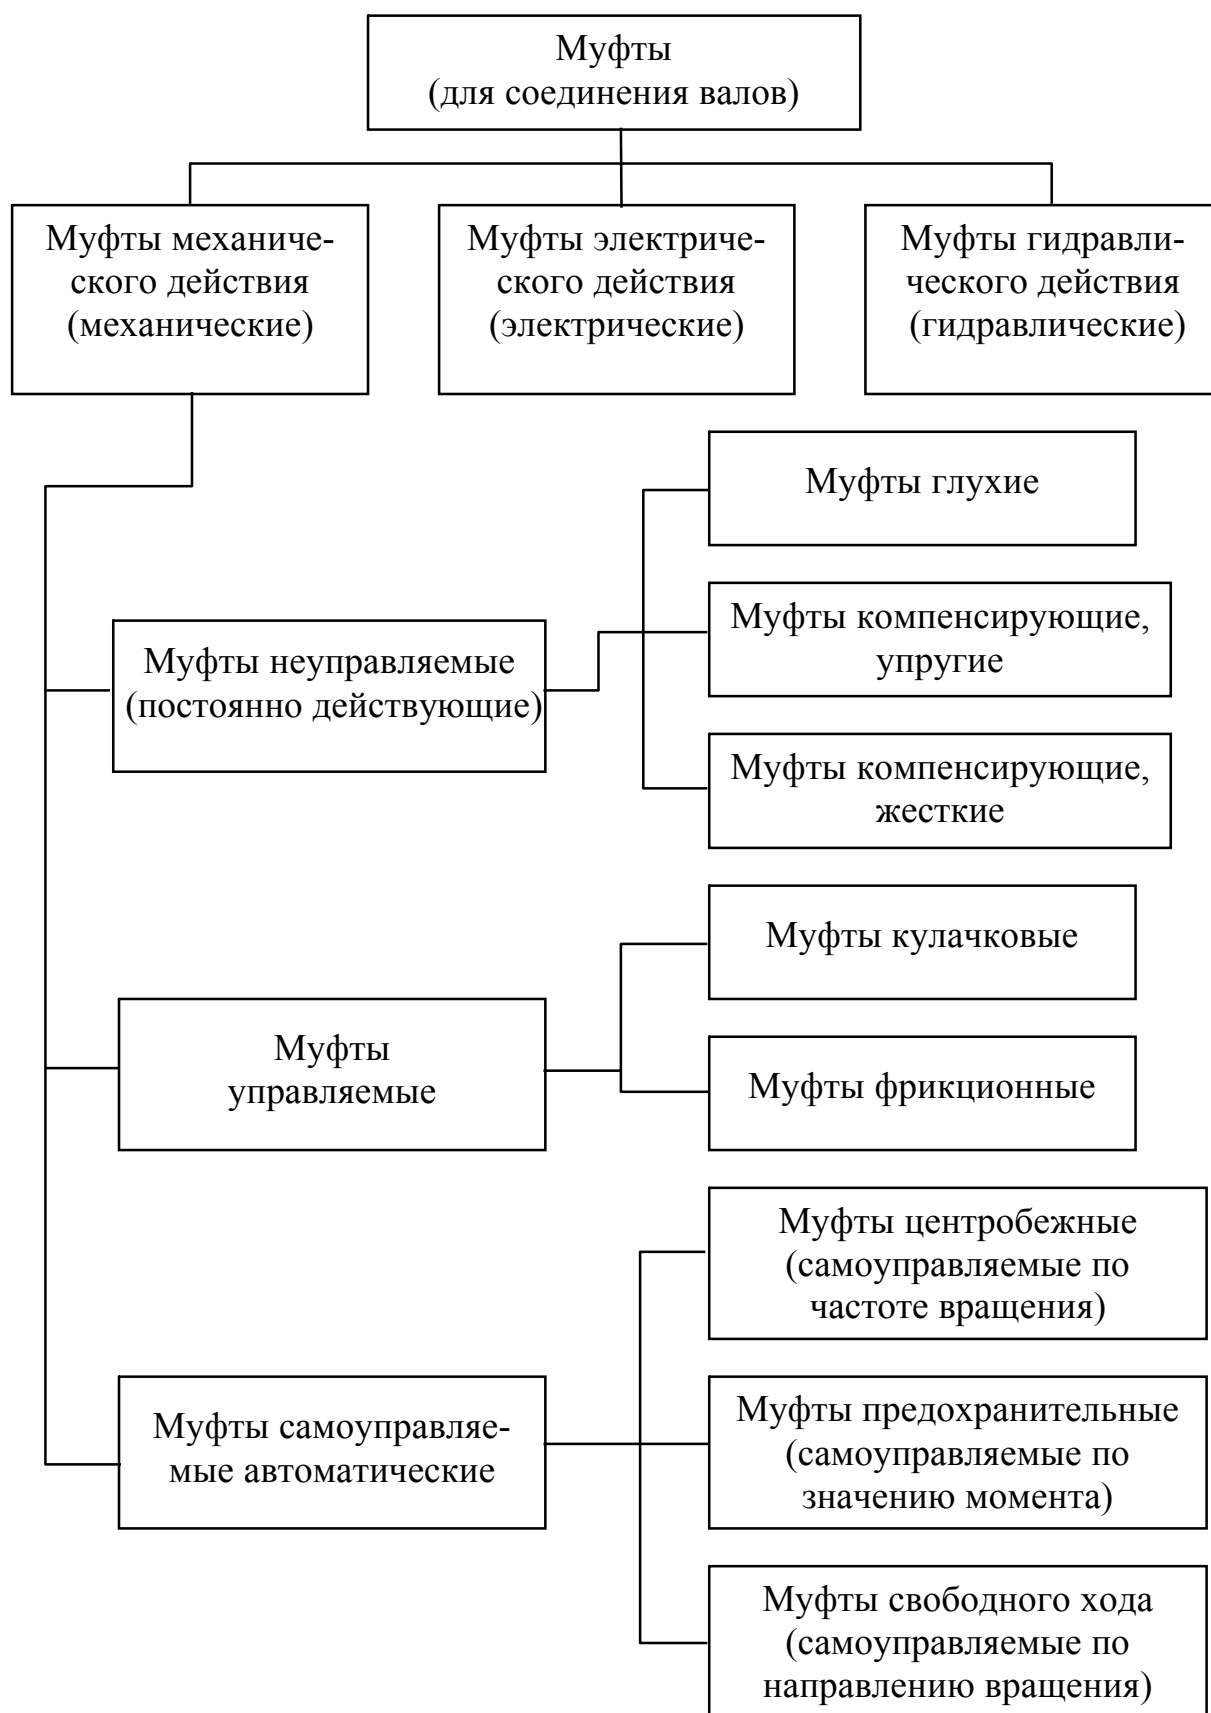 Муфты
(для соединения валов)
Муфты механиче-
ского действия
(механические)
Муфты электриче-
ского действия
(электрические)
Муфты гидравли-
ческого действия
(гидравлические)
Муфты глухие
Муфты компенсирующие,
упругие
Муфты неуправляемые
(постоянно действующие)
Муфты компенсирующие,
жесткие
Муфты кулачковые
Муфты
управляемые
Муфты фрикционные
Муфты центробежные
(самоуправляемые по
частоте вращения)
Муфты самоуправляе-
мые автоматические
Муфты предохранительные
(самоуправляемые по
значению момента)
Муфты свободного хода
(самоуправляемые по
направлению вращения)